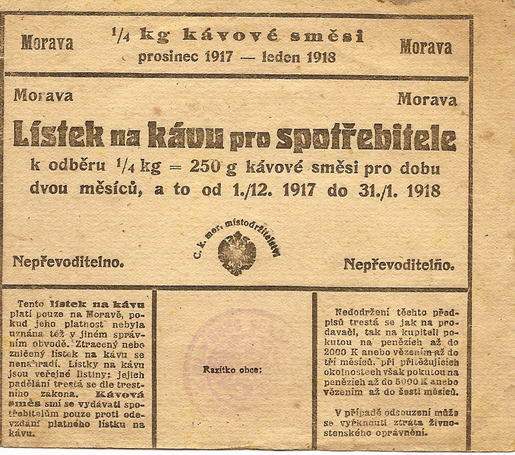 Morava
¼ kg kávové směsi
prosinec 1917 — leden 1918
Morava
Morava
Morava
Lístek na kávu pro spotřebitele
k odběru ¼ kg = 250 g kávové směsi pro dobu
dvou měsíců, a to od 1./12. 1917 do 31./1. 1918
C. k. mor. místodržitelství
Nepřevoditelno.
Nepřevoditelño.
Tento lístek na kávu
platí pouze na Moravě, po-
kud jeho platnost nebyla
uznána též v jiném správ-
ním obvodě. Ztracený nebo
zničený lístek na kávu se
nenahradí. Lístky na kávu
jsou veřejné listiny; jejich
padělání trestá se dle trest-
ního zákona. Kávová
směs smí se vydávati spo-
třebitelům pouze proti ode-
vzdání platného lístku na
kávu.
Razítko obce:
Nedodržení těchto před-
pisů trestá se jak na pro-
davači, tak na kupiteli po-
kutou na penězích až do
2000 K anebo vězením až do
tří měsíců, při přitěžujících
okolnostech však pokutou na
penězích až do 5000 K anebo
vězením až do šesti měsíců.
V případě odsouzení může
se vyřknouti ztráta živno-
stenského oprávnění.